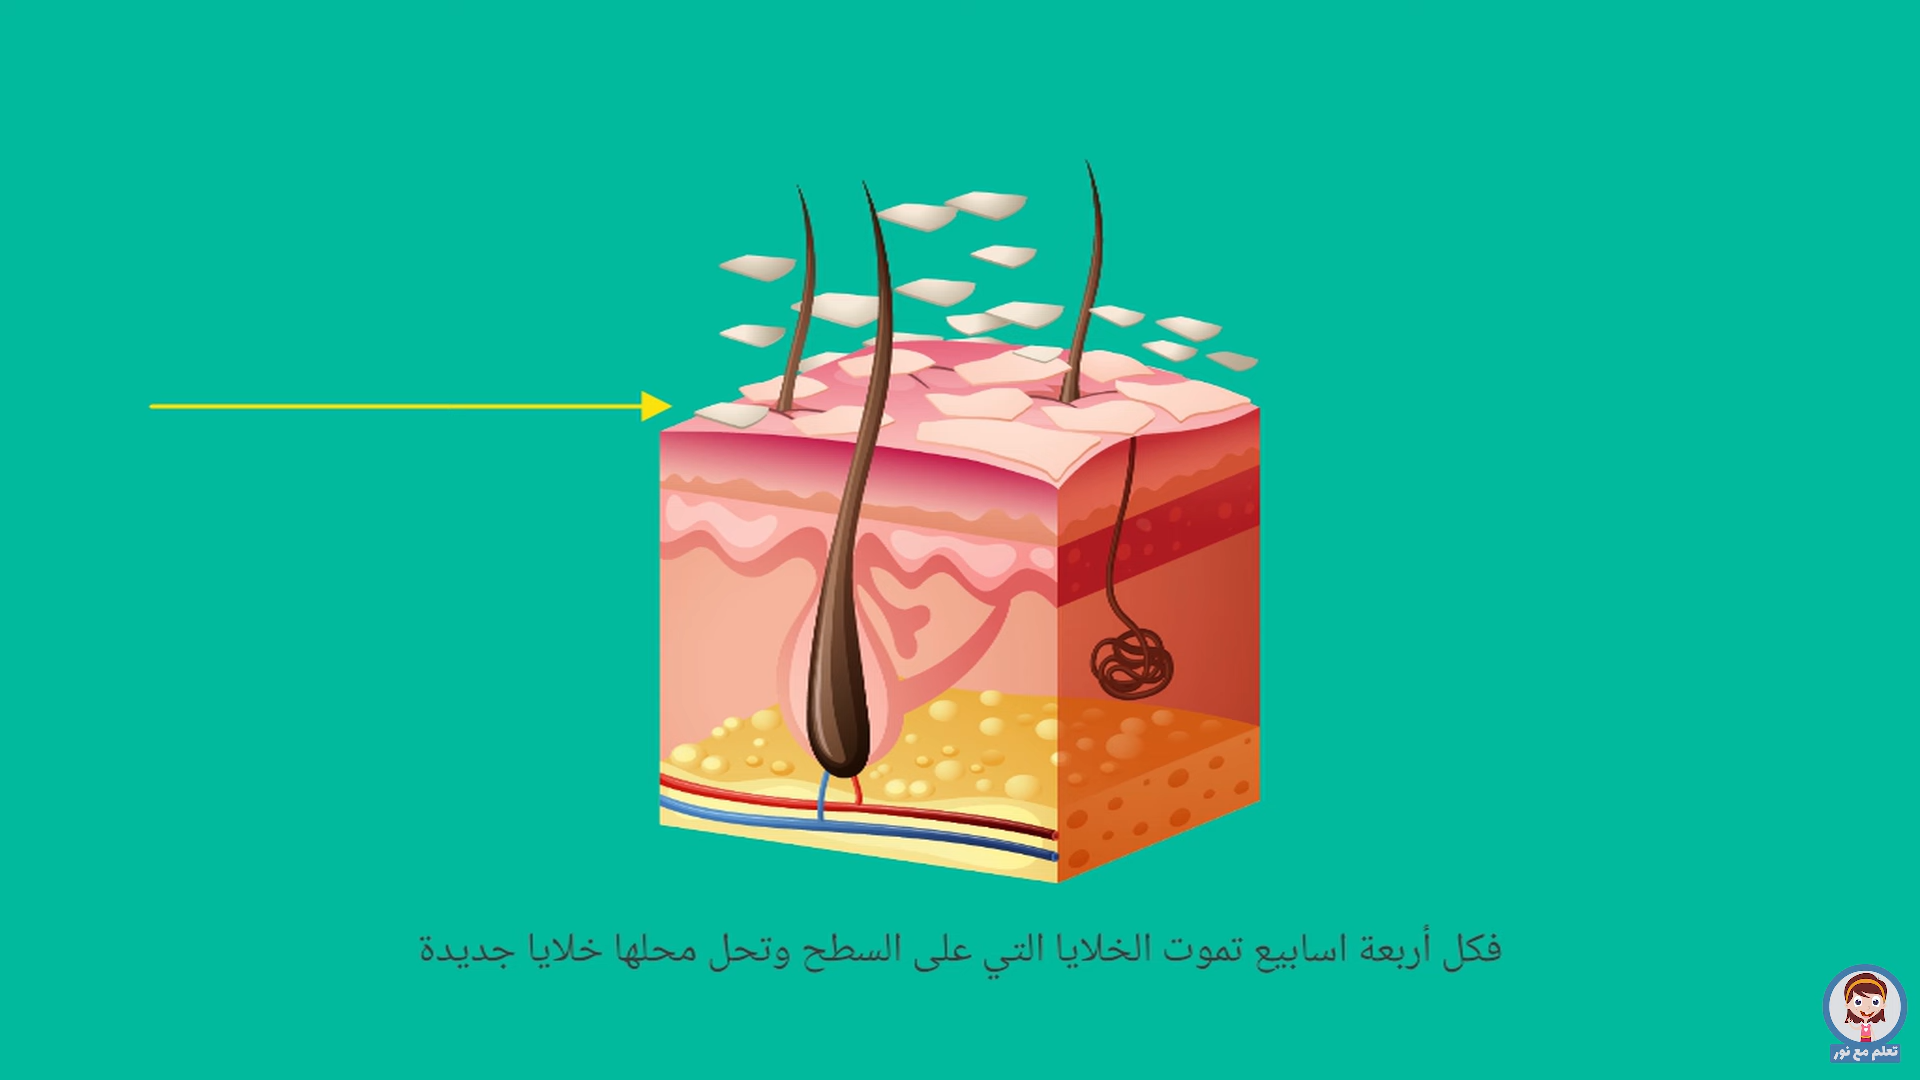 فكل أربعة اسابيع تموت الخلايا التي على السطح وتحل محلها خلايا جديدة
تعلم مع نور